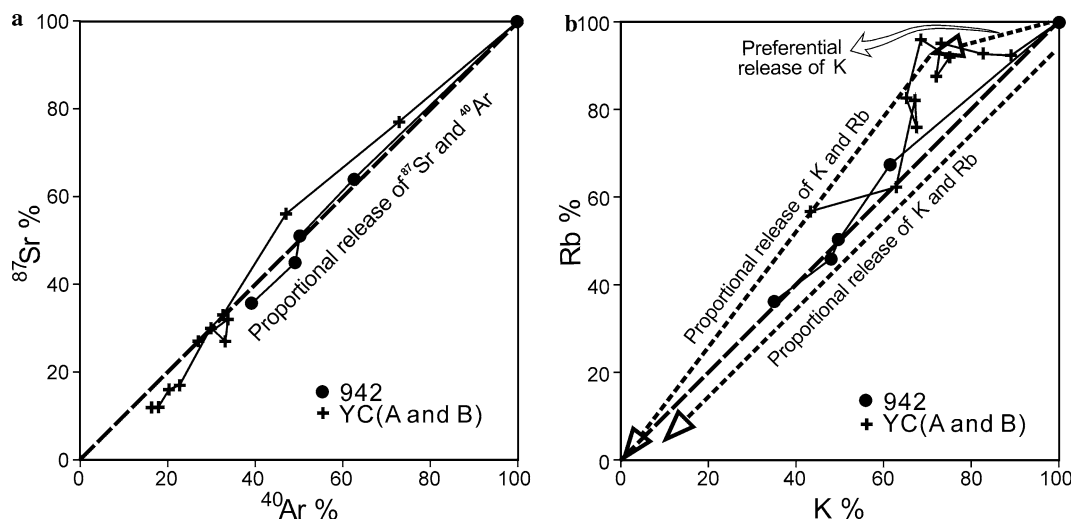 a
100
80
60
40
20
0
⁸⁷Sr %
0 20 40 60 80 100
⁴⁰Ar %
Proportional release of ⁸⁷Sr and ⁴⁰Ar
942
YC(A and B)
b
100
80
60
40
20
0
Rb %
0 20 40 60 80 100
K %
Preferential
release of K
Proportional release of K and Rb
Proportional release of K and Rb
942
YC(A and B)